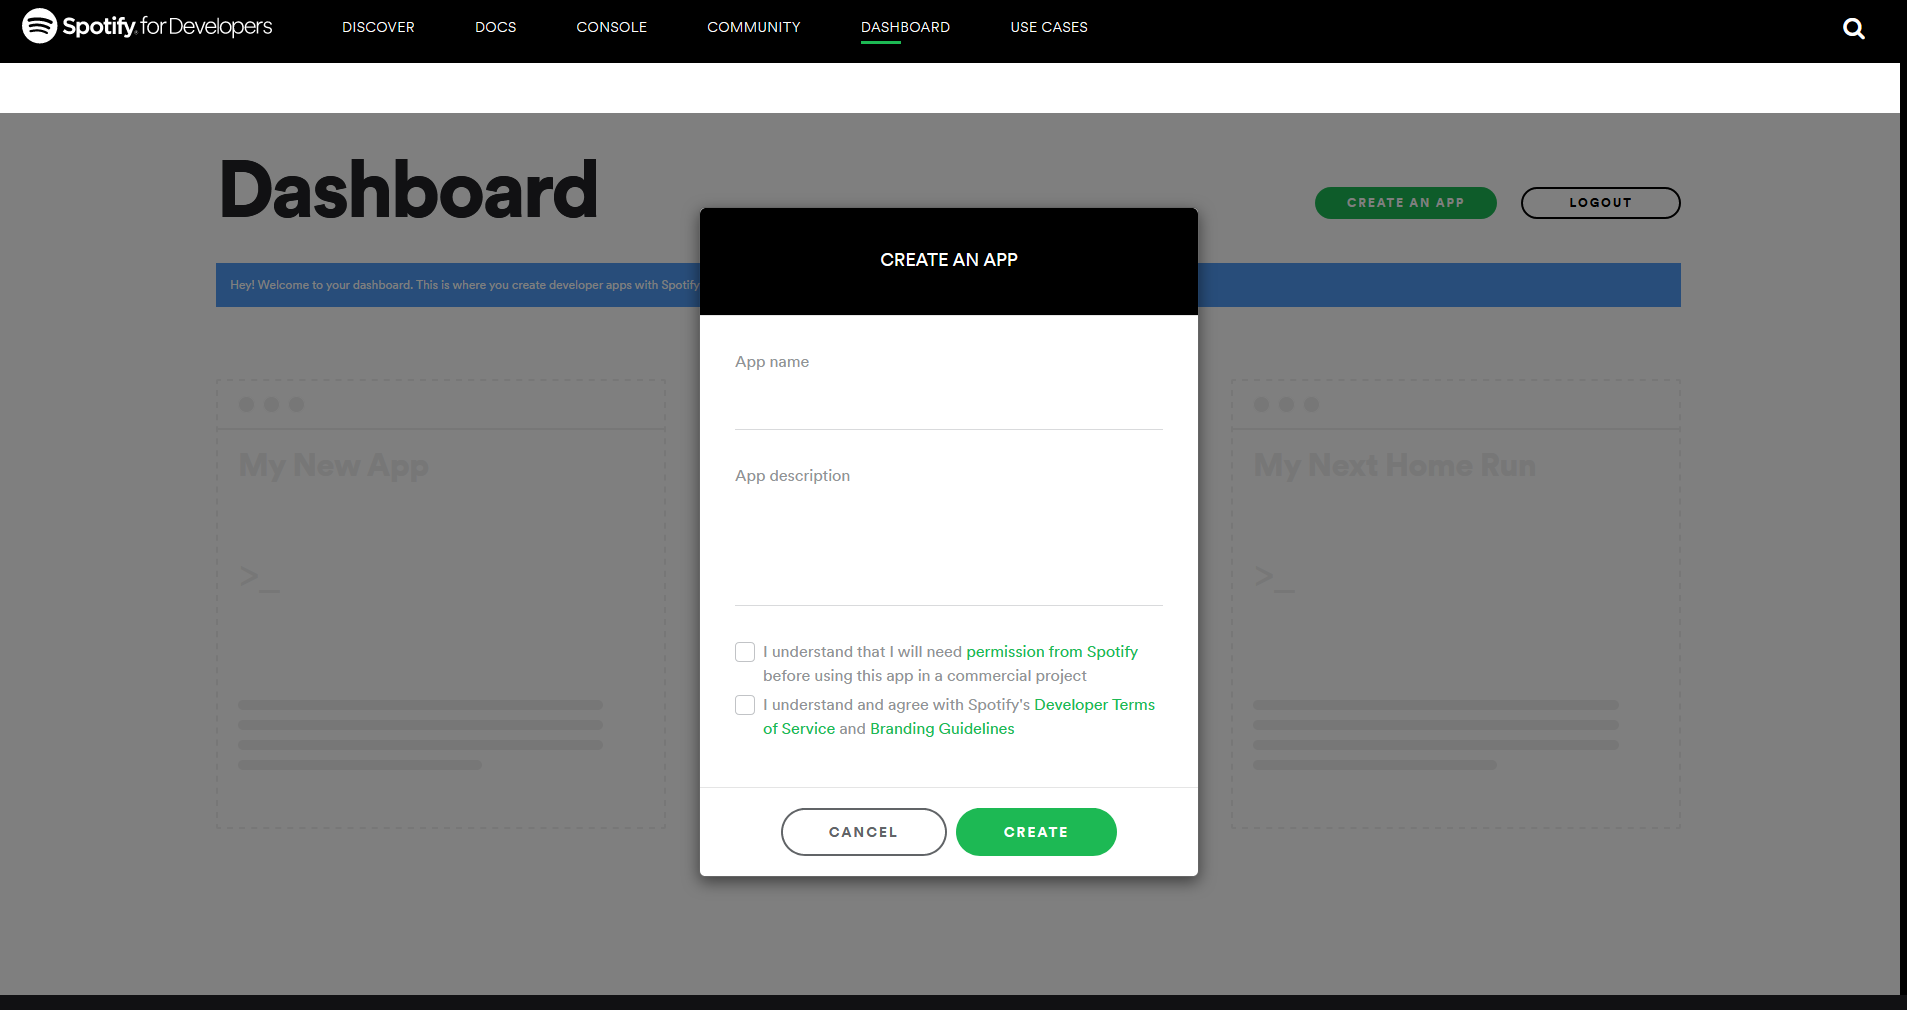 Spotify for Developers
DISCOVER
DOCS
CONSOLE
COMMUNITY
DASHBOARD
USE CASES
Dashboard
CREATE AN APP
LOGOUT
Hey! Welcome to your dashboard. This is where you create developer apps with Spotify
My New App
>_
My Next Home Run
>_
CREATE AN APP
App name
App description
I understand that I will need permission from Spotify
before using this app in a commercial project
I understand and agree with Spotify's Developer Terms
of Service and Branding Guidelines
CANCEL
CREATE